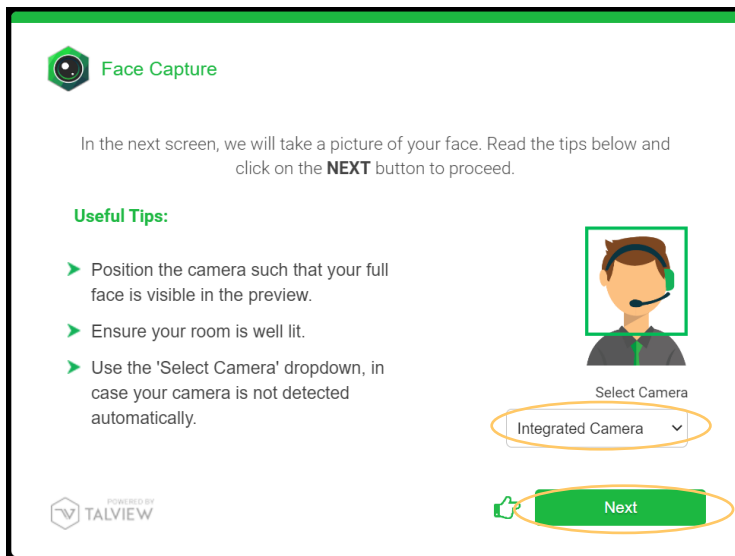 Face Capture
In the next screen, we will take a picture of your face. Read the tips below and
click on the NEXT button to proceed.
Useful Tips:
Position the camera such that your full
face is visible in the preview.
Ensure your room is well lit.
Use the 'Select Camera' dropdown, in
case your camera is not detected
automatically.
Select Camera
Integrated Camera
POWERED BY
TALVIEW
Next